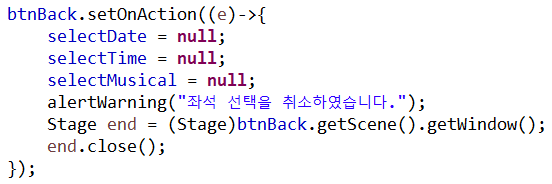 btnBack.setOnAction((e)->{
    selectDate = null;
    selectTime = null;
    selectMusical = null;
    alertWarning("좌석 선택을 취소하였습니다.");
    Stage end = (Stage)btnBack.getScene().getWindow();
    end.close();
});